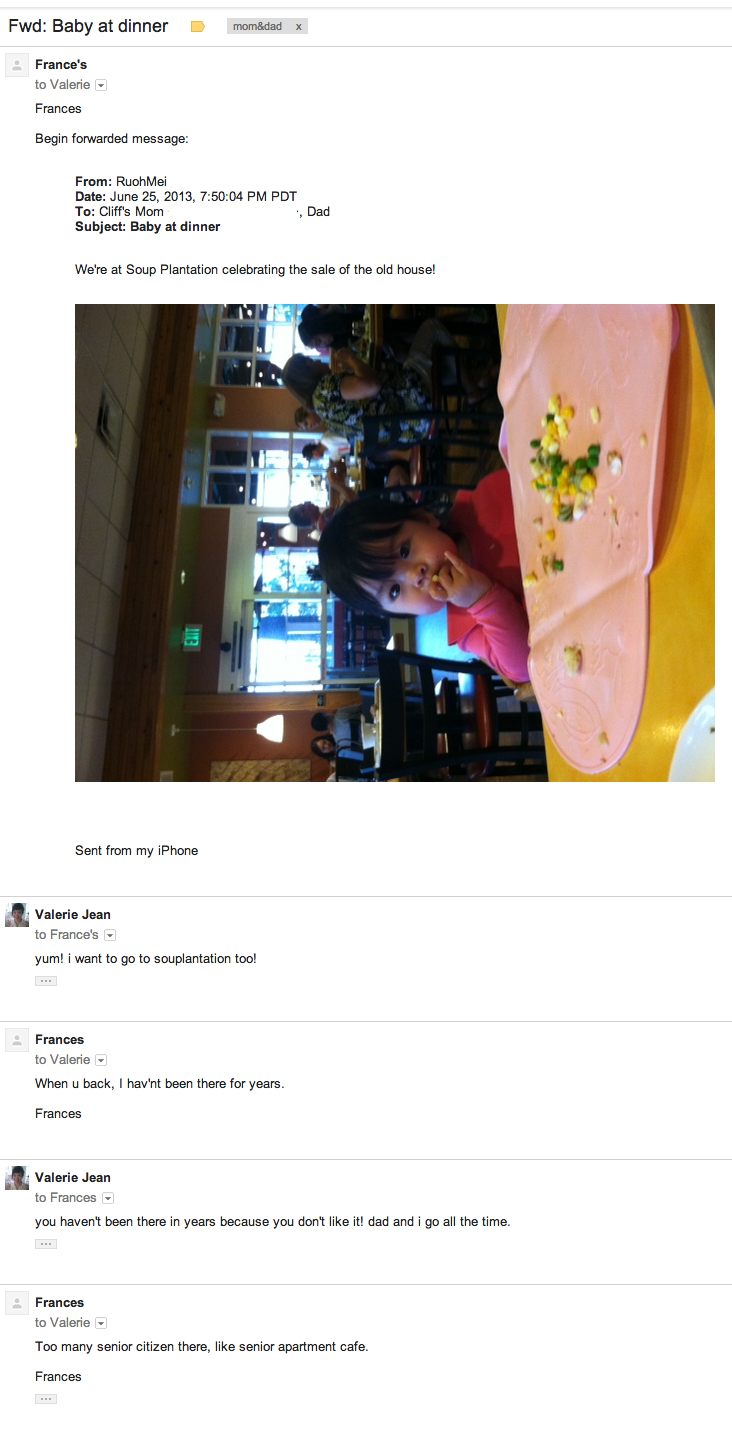 Fwd: Baby at dinner
mom&dad x
France's
to Valerie
Frances
Begin forwarded message:
From: RuohMei
Date: June 25, 2013, 7:50:04 PM PDT
To: Cliff's Mom , Dad
Subject: Baby at dinner
We're at Soup Plantation celebrating the sale of the old house!
EXIT
Sent from my iPhone
Valerie Jean
to France's
yum! i want to go to souplantation too!
Frances
to Valerie
When u back, I hav'nt been there for years.
Frances
Valerie Jean
to Frances
you haven't been there in years because you don't like it! dad and i go all the time.
Frances
to Valerie
Too many senior citizen there, like senior apartment cafe.
Frances